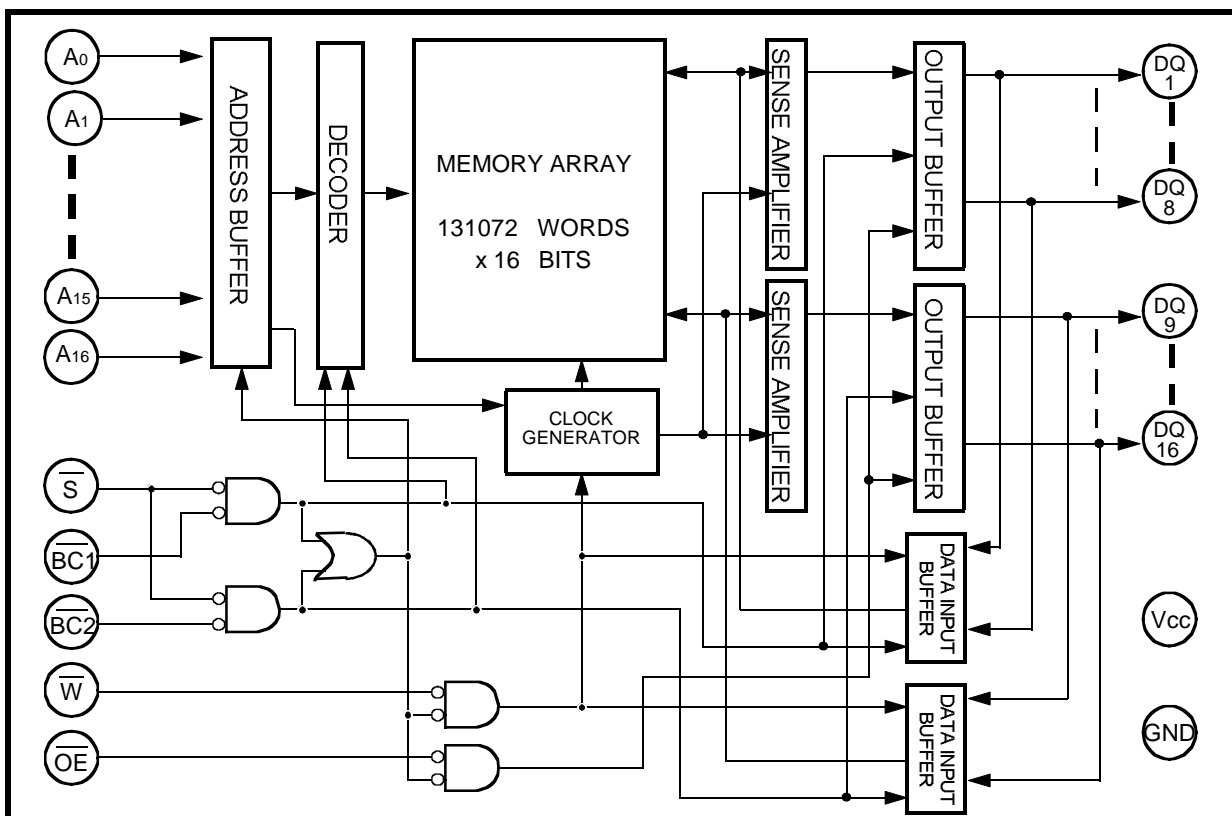 A0
A1
A15
A16
ADDRESS BUFFER
DECODER
MEMORY ARRAY
131072 WORDS
x 16 BITS
CLOCK
GENERATOR
SENSE AMPLIFIER
SENSE AMPLIFIER
OUTPUT BUFFER
OUTPUT BUFFER
DQ
1
DQ
8
DQ
9
DQ
16
S
BC1
BC2
W
OE
DATA INPUT
BUFFER
DATA INPUT
BUFFER
Vcc
GND